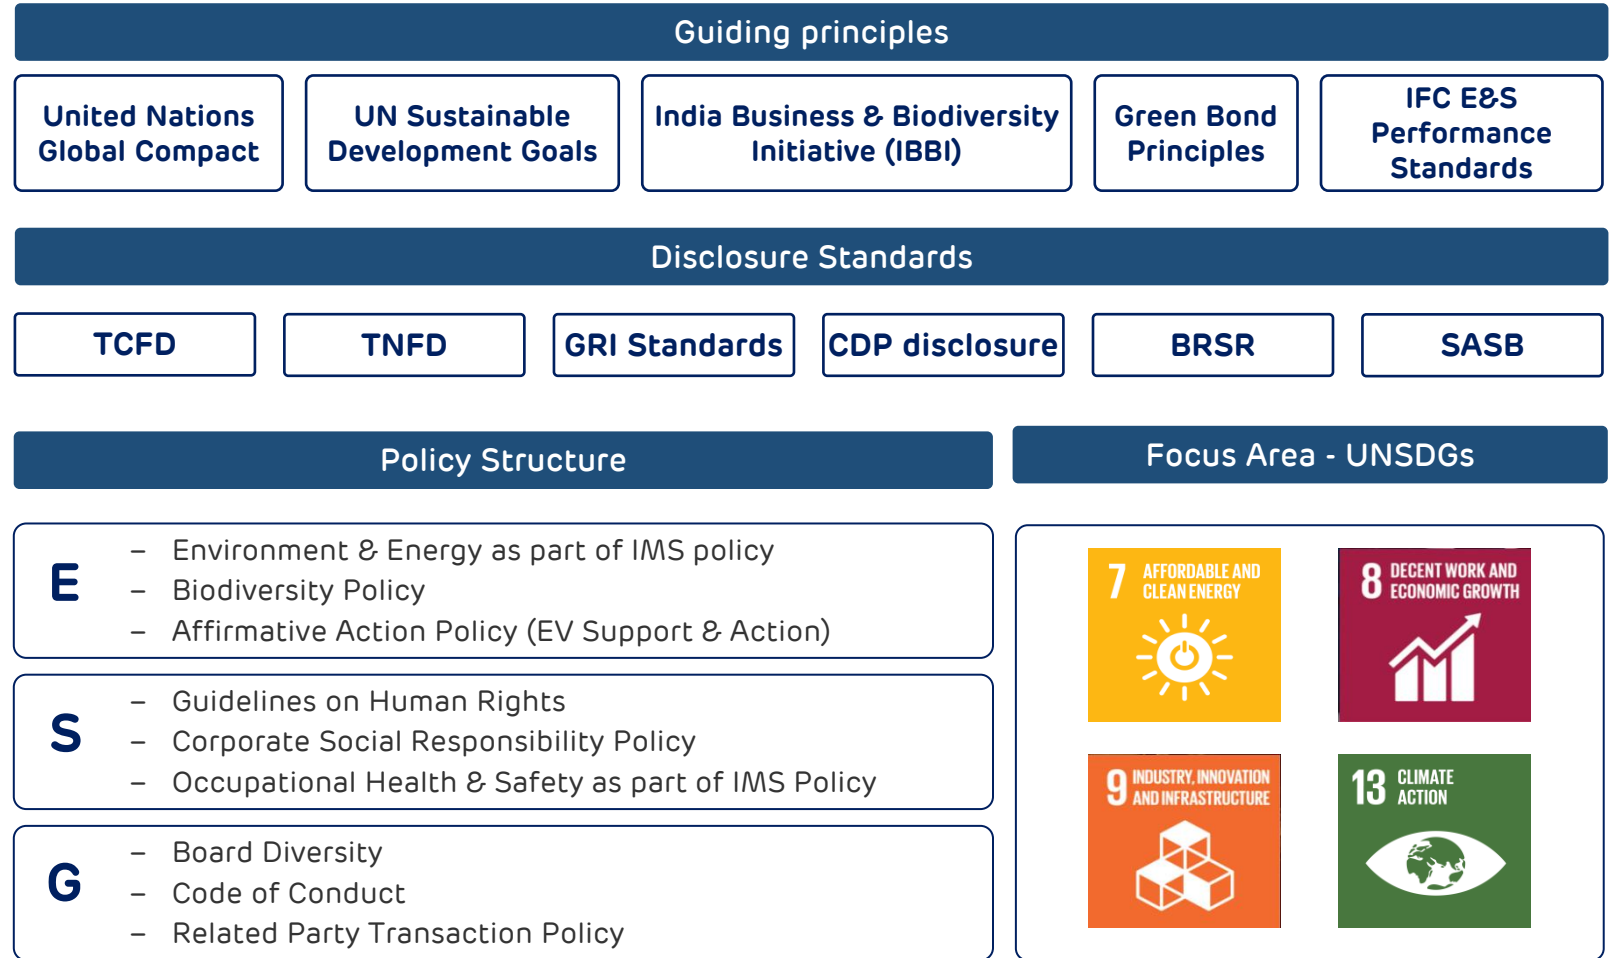 Guiding principles
United Nations
Global Compact
UN Sustainable
Development Goals
India Business & Biodiversity
Initiative (IBBI)
Green Bond
Principles
IFC E&S
Performance
Standards
Disclosure Standards
TCFD
TNFD
GRI Standards
CDP disclosure
BRSR
SASB
Policy Structure
E
– Environment & Energy as part of IMS policy
– Biodiversity Policy
– Affirmative Action Policy (EV Support & Action)
S
– Guidelines on Human Rights
– Corporate Social Responsibility Policy
– Occupational Health & Safety as part of IMS Policy
G
– Board Diversity
– Code of Conduct
– Related Party Transaction Policy
Focus Area - UNSDGs
7 AFFORDABLE AND
CLEAN ENERGY
8 DECENT WORK AND
ECONOMIC GROWTH
9 INDUSTRY, INNOVATION
AND INFRASTRUCTURE
13 CLIMATE
ACTION